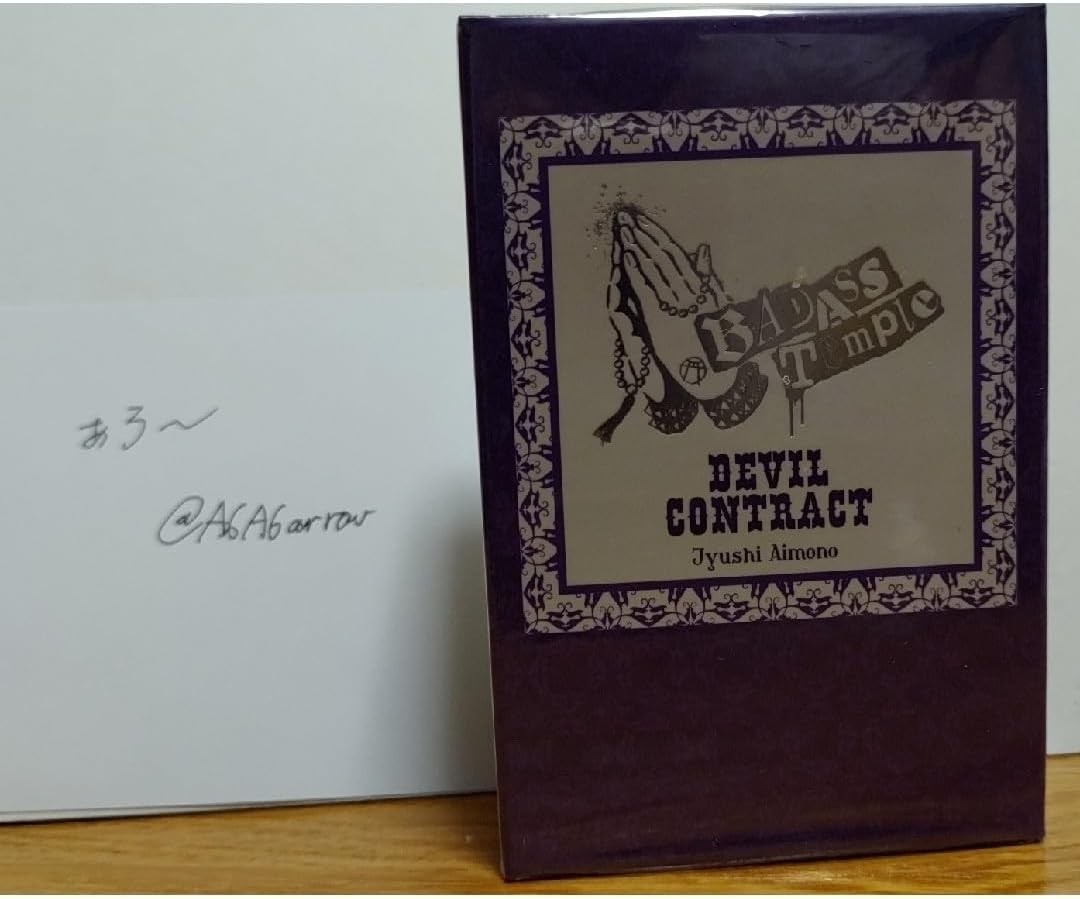 あろ〜
@A6A6arrow
BADASS
Temple
DEVIL
CONTRACT
Jyushi Aimono